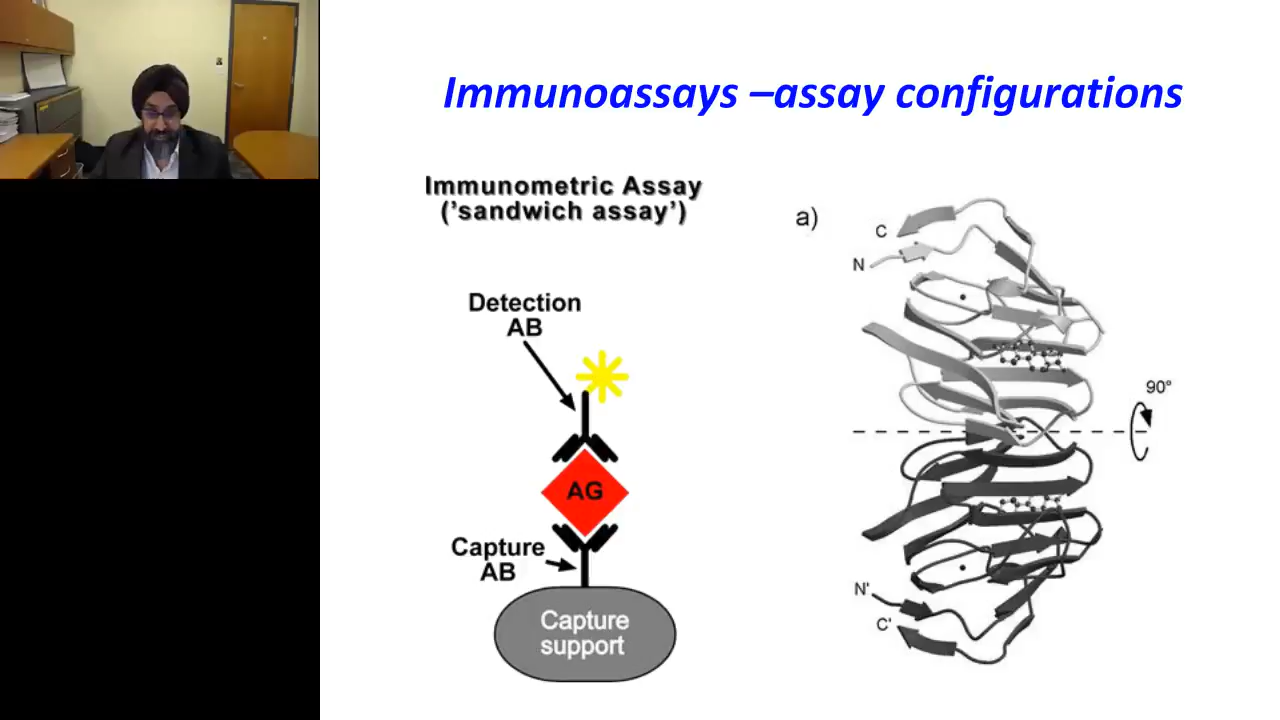 Immunoassays –assay configurations
Immunometric Assay
(’sandwich assay’)
Detection
AB
AG
Capture
AB
Capture
support
a)
C
N
90°
N'
C'